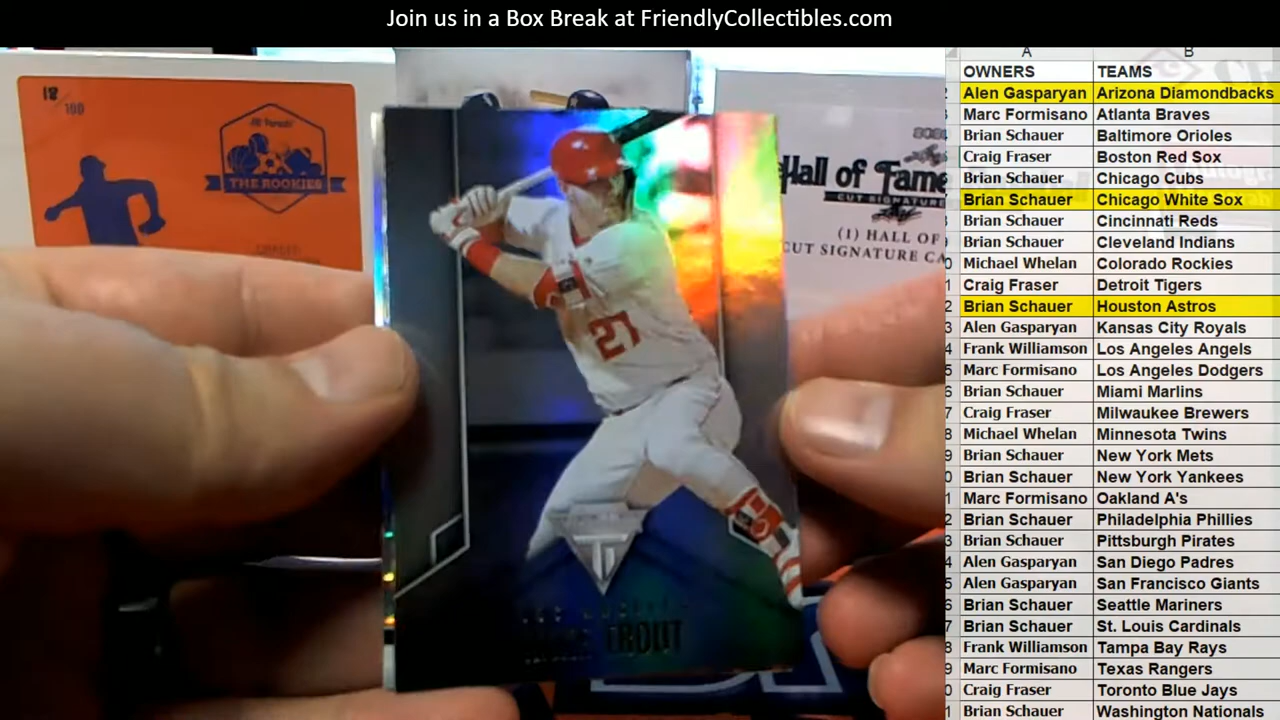 Join us in a Box Break at FriendlyCollectibles.com
A B
OWNERS TEAMS
Alen Gasparyan Arizona Diamondbacks
Marc Formisano Atlanta Braves
Brian Schauer Baltimore Orioles
Craig Fraser Boston Red Sox
Brian Schauer Chicago Cubs
Brian Schauer Chicago White Sox
Brian Schauer Cincinnati Reds
Brian Schauer Cleveland Indians
Michael Whelan Colorado Rockies
Craig Fraser Detroit Tigers
Brian Schauer Houston Astros
Alen Gasparyan Kansas City Royals
Frank Williamson Los Angeles Angels
Marc Formisano Los Angeles Dodgers
Brian Schauer Miami Marlins
Craig Fraser Milwaukee Brewers
Michael Whelan Minnesota Twins
Brian Schauer New York Mets
Brian Schauer New York Yankees
Marc Formisano Oakland A's
Brian Schauer Philadelphia Phillies
Brian Schauer Pittsburgh Pirates
Alen Gasparyan San Diego Padres
Alen Gasparyan San Francisco Giants
Brian Schauer Seattle Mariners
Brian Schauer St. Louis Cardinals
Frank Williamson Tampa Bay Rays
Marc Formisano Texas Rangers
Craig Fraser Toronto Blue Jays
Brian Schauer Washington Nationals
81 / 100
THE ROOKIES
Hall of Fame
CUT SIGNATURE
(1) HALL OF
CUT SIGNATURE CA
27
TROUT